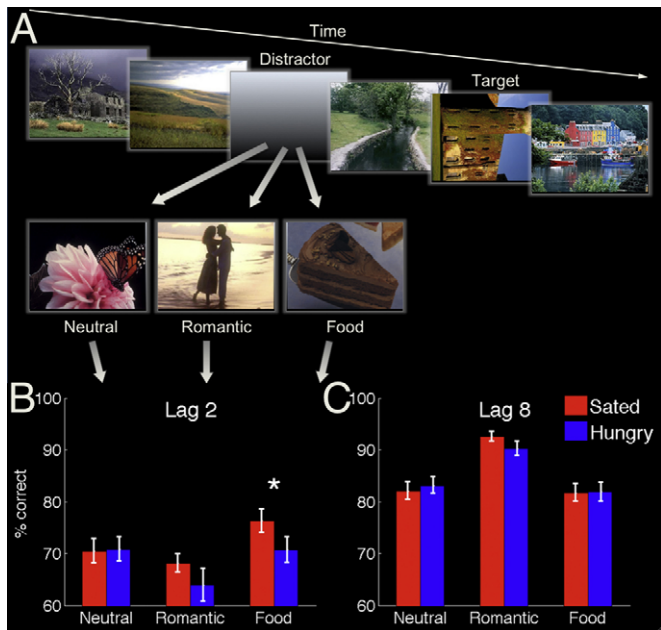 A
Time
Distractor
Target
Neutral
Romantic
Food
B
Lag 2
C
Lag 8
Sated
Hungry
% correct
100
90
80
70
60
*
Neutral
Romantic
Food
100
90
80
70
60
Neutral
Romantic
Food